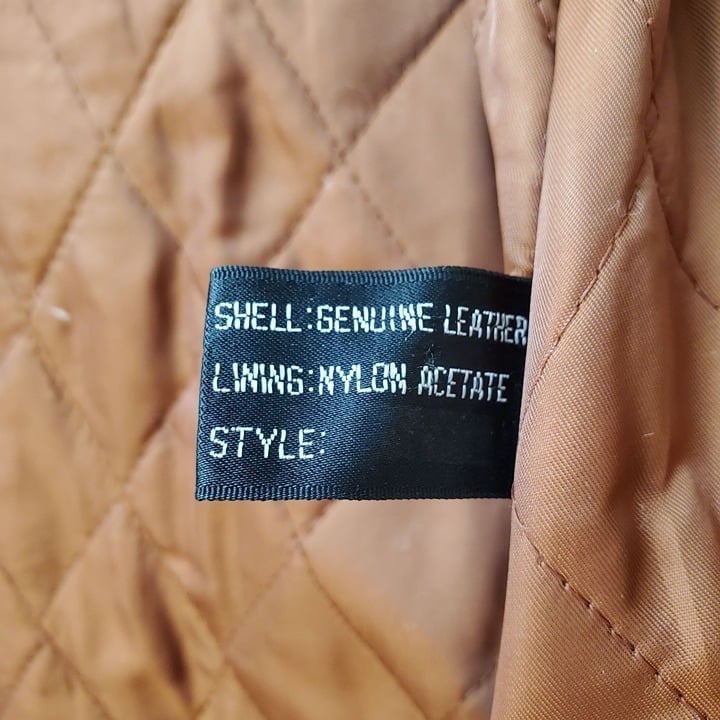 SHELL:GENUINE LEATHER
LINING:NYLON ACETATE
STYLE: